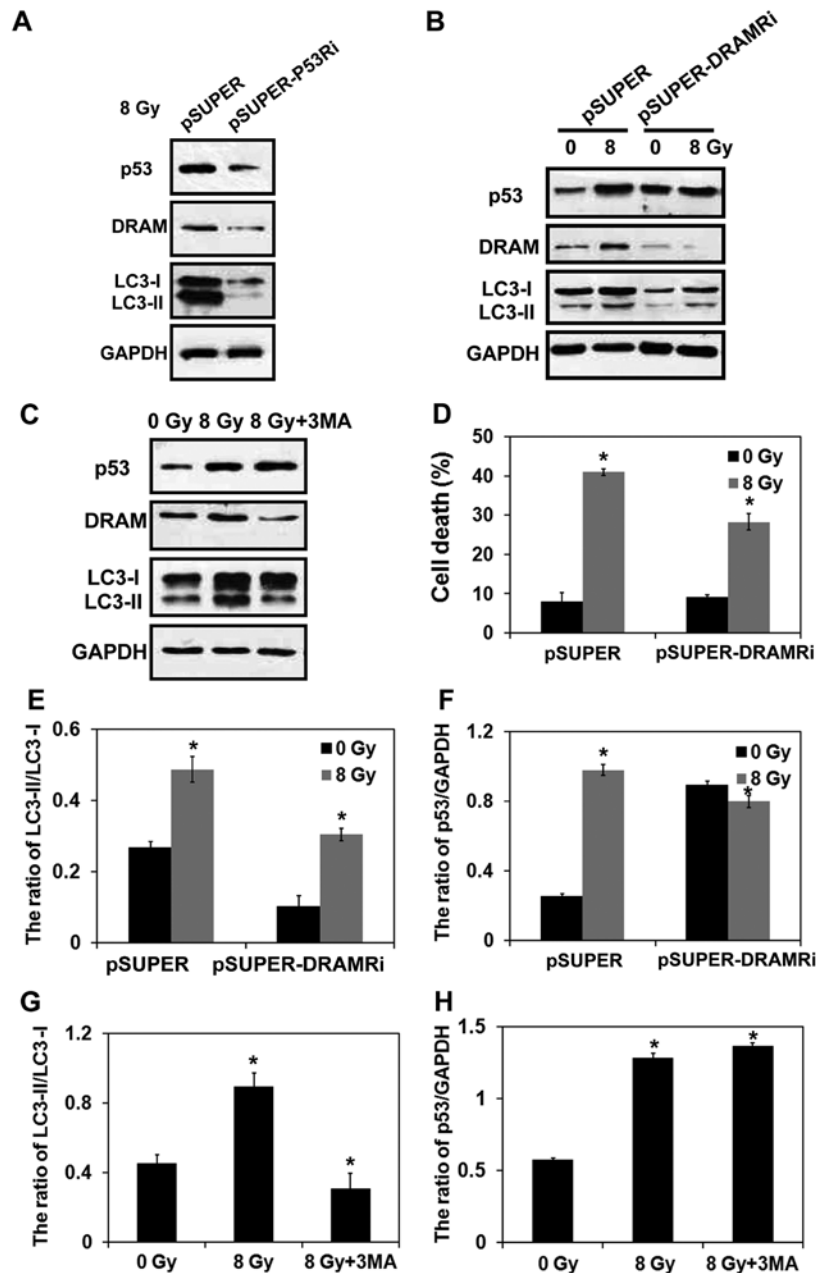 A
8 Gy
pSUPER
pSUPER-P53Ri
p53
DRAM
LC3-I
LC3-II
GAPDH
B
pSUPER
pSUPER-DRAMRi
0 8 0 8 Gy
p53
DRAM
LC3-I
LC3-II
GAPDH
C
0 Gy 8 Gy 8 Gy+3MA
p53
DRAM
LC3-I
LC3-II
GAPDH
D
Cell death (%)
50
40
30
20
10
0
*
*
0 Gy
8 Gy
pSUPER pSUPER-DRAMRi
E
The ratio of LC3-II/LC3-I
0.6
0.4
0.2
0
*
*
0 Gy
8 Gy
pSUPER pSUPER-DRAMRi
F
The ratio of p53/GAPDH
1.2
0.8
0.4
0
*
*
0 Gy
8 Gy
pSUPER pSUPER-DRAMRi
G
The ratio of LC3-II/LC3-I
1.2
0.8
0.4
0
*
*
0 Gy 8 Gy 8 Gy+3MA
H
The ratio of p53/GAPDH
1.5
1
0.5
0
*
*
0 Gy 8 Gy 8 Gy+3MA